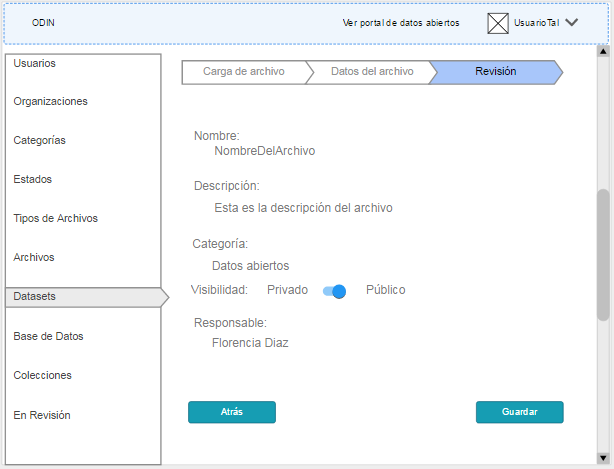 ODIN
Ver portal de datos abiertos
UsuarioTal
Usuarios
Organizaciones
Categorías
Estados
Tipos de Archivos
Archivos
Datasets
Base de Datos
Colecciones
En Revisión
Carga de archivo
Datos del archivo
Revisión
Nombre:
NombreDelArchivo
Descripción:
Esta es la descripción del archivo
Categoría:
Datos abiertos
Visibilidad: Privado Público
Responsable:
Florencia Diaz
Atrás
Guardar